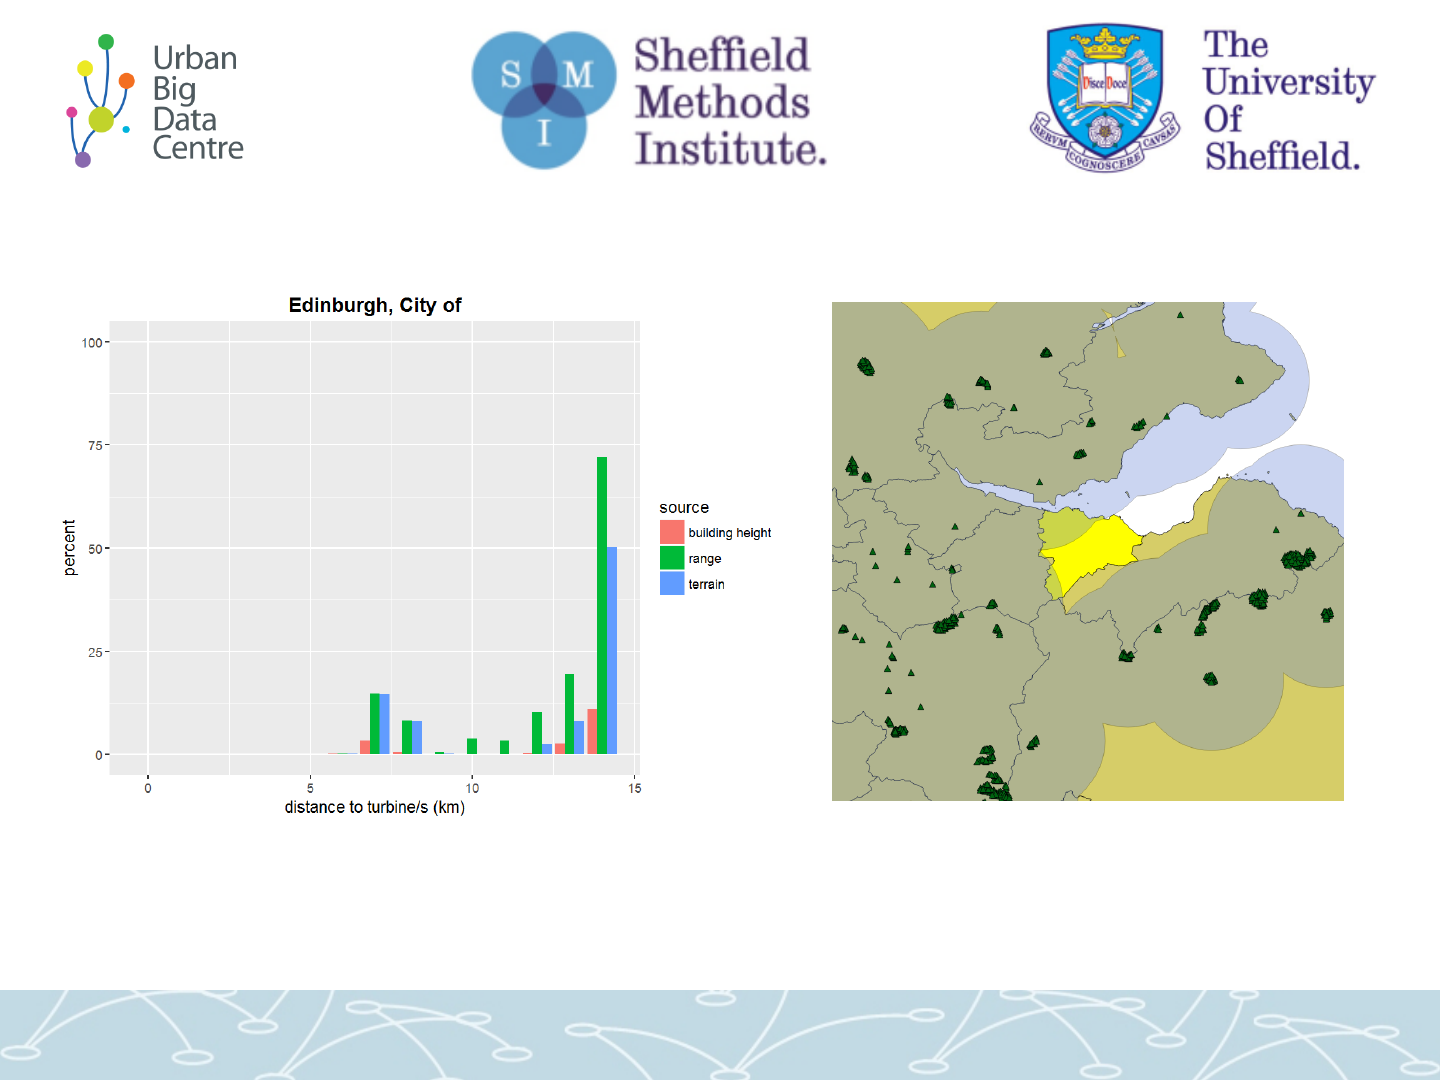 Urban
Big
Data
Centre
S M
I
Sheffield
Methods
Institute.
Disce Doce
RERVM COGNOSCERE CAVSAS
The
University
Of
Sheffield.
Edinburgh, City of
percent
100
75
50
25
0
0 5 10 15
distance to turbine/s (km)
source
building height
range
terrain